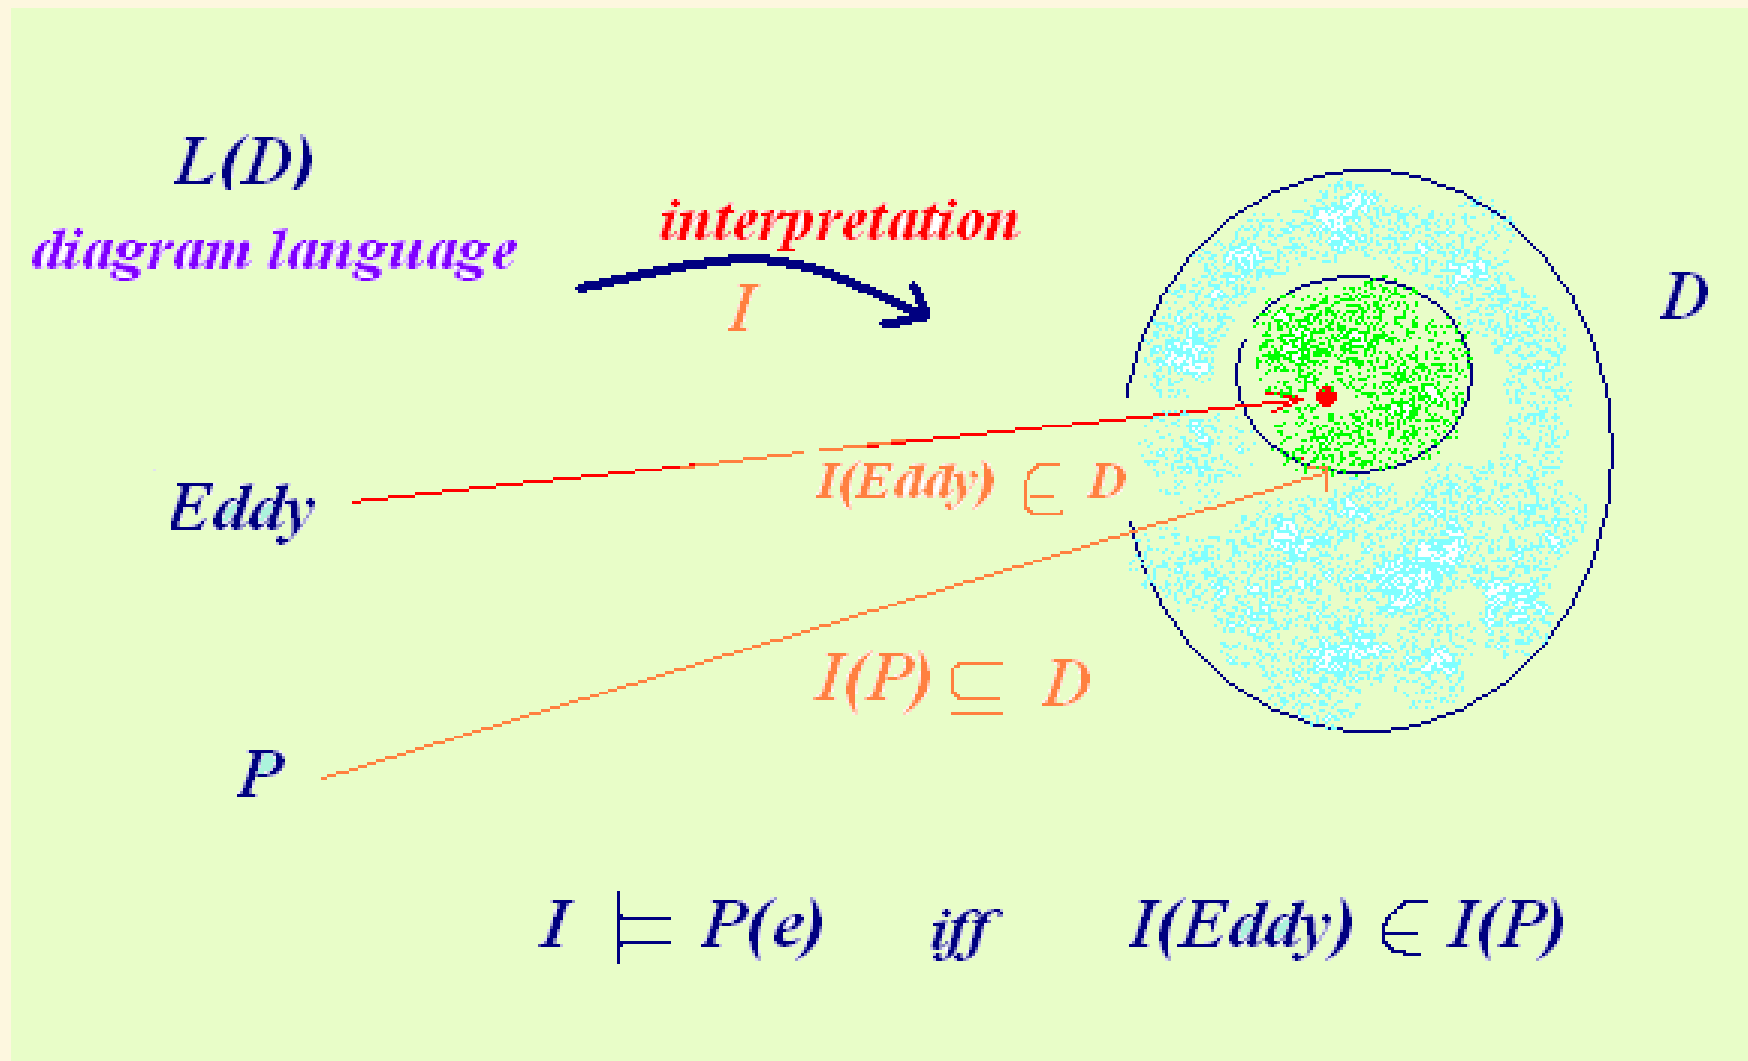 L(D)
diagram language
interpretation
I
D
Eddy
I(Eddy) ∈ D
I(P) ⊆ D
P
I ⊨ P(e) iff I(Eddy) ∈ I(P)